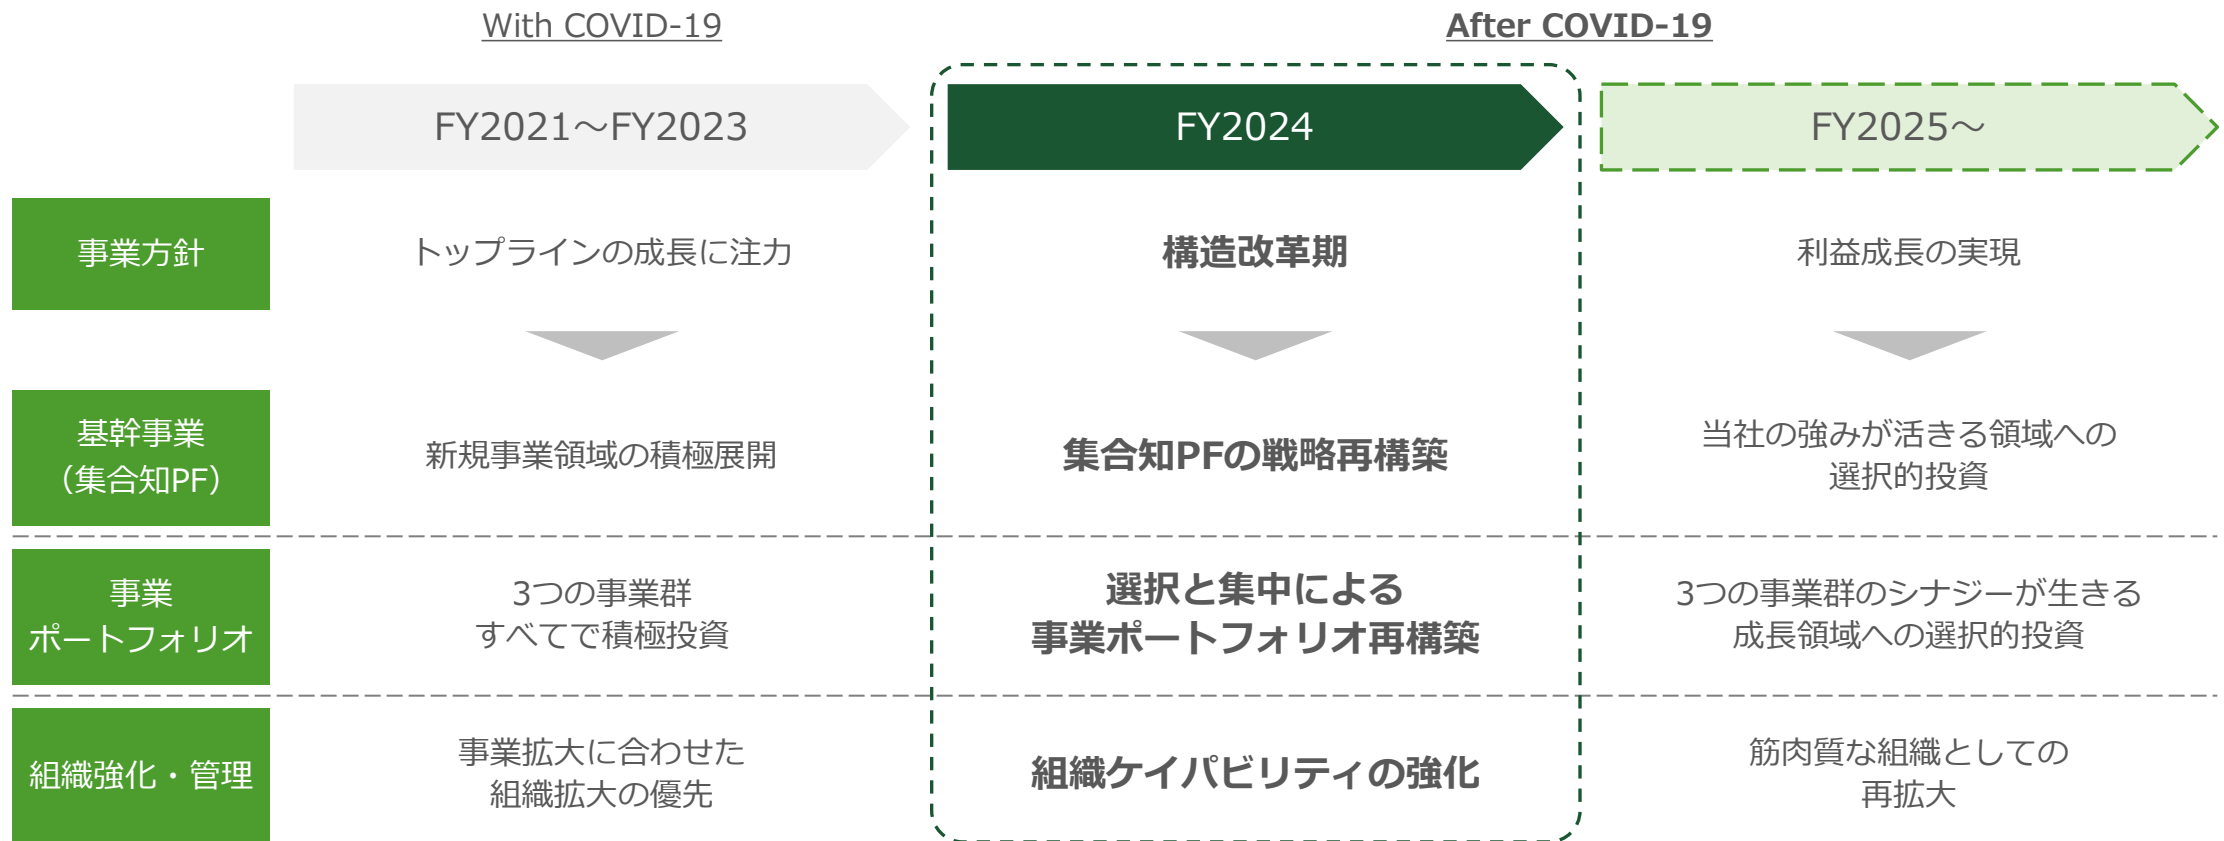 With COVID-19
After COVID-19
FY2021～FY2023
FY2024
FY2025～
事業方針
トップラインの成長に注力
構造改革期
利益成長の実現
基幹事業
（集合知PF）
新規事業領域の積極展開
集合知PFの戦略再構築
当社の強みが活きる領域への
選択的投資
事業
ポートフォリオ
3つの事業群
すべてで積極投資
選択と集中による
事業ポートフォリオ再構築
3つの事業群のシナジーが生きる
成長領域への選択的投資
組織強化・管理
事業拡大に合わせた
組織拡大の優先
組織ケイパビリティの強化
筋肉質な組織としての
再拡大